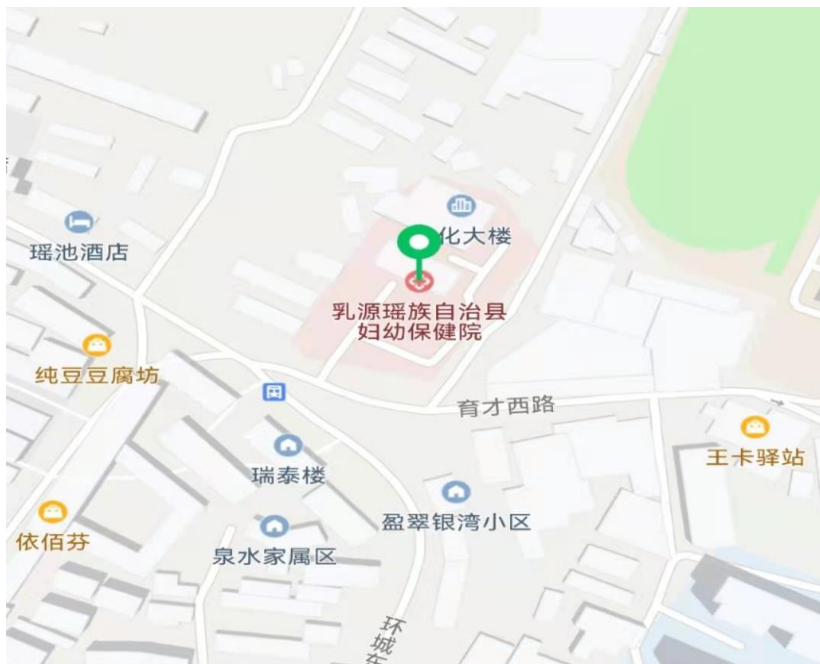 化大楼
瑶池酒店
乳源瑶族自治县
妇幼保健院
纯豆豆腐坊
育才西路
王卡驿站
瑞泰楼
盈翠银湾小区
依佰芬
泉水家属区
环城东